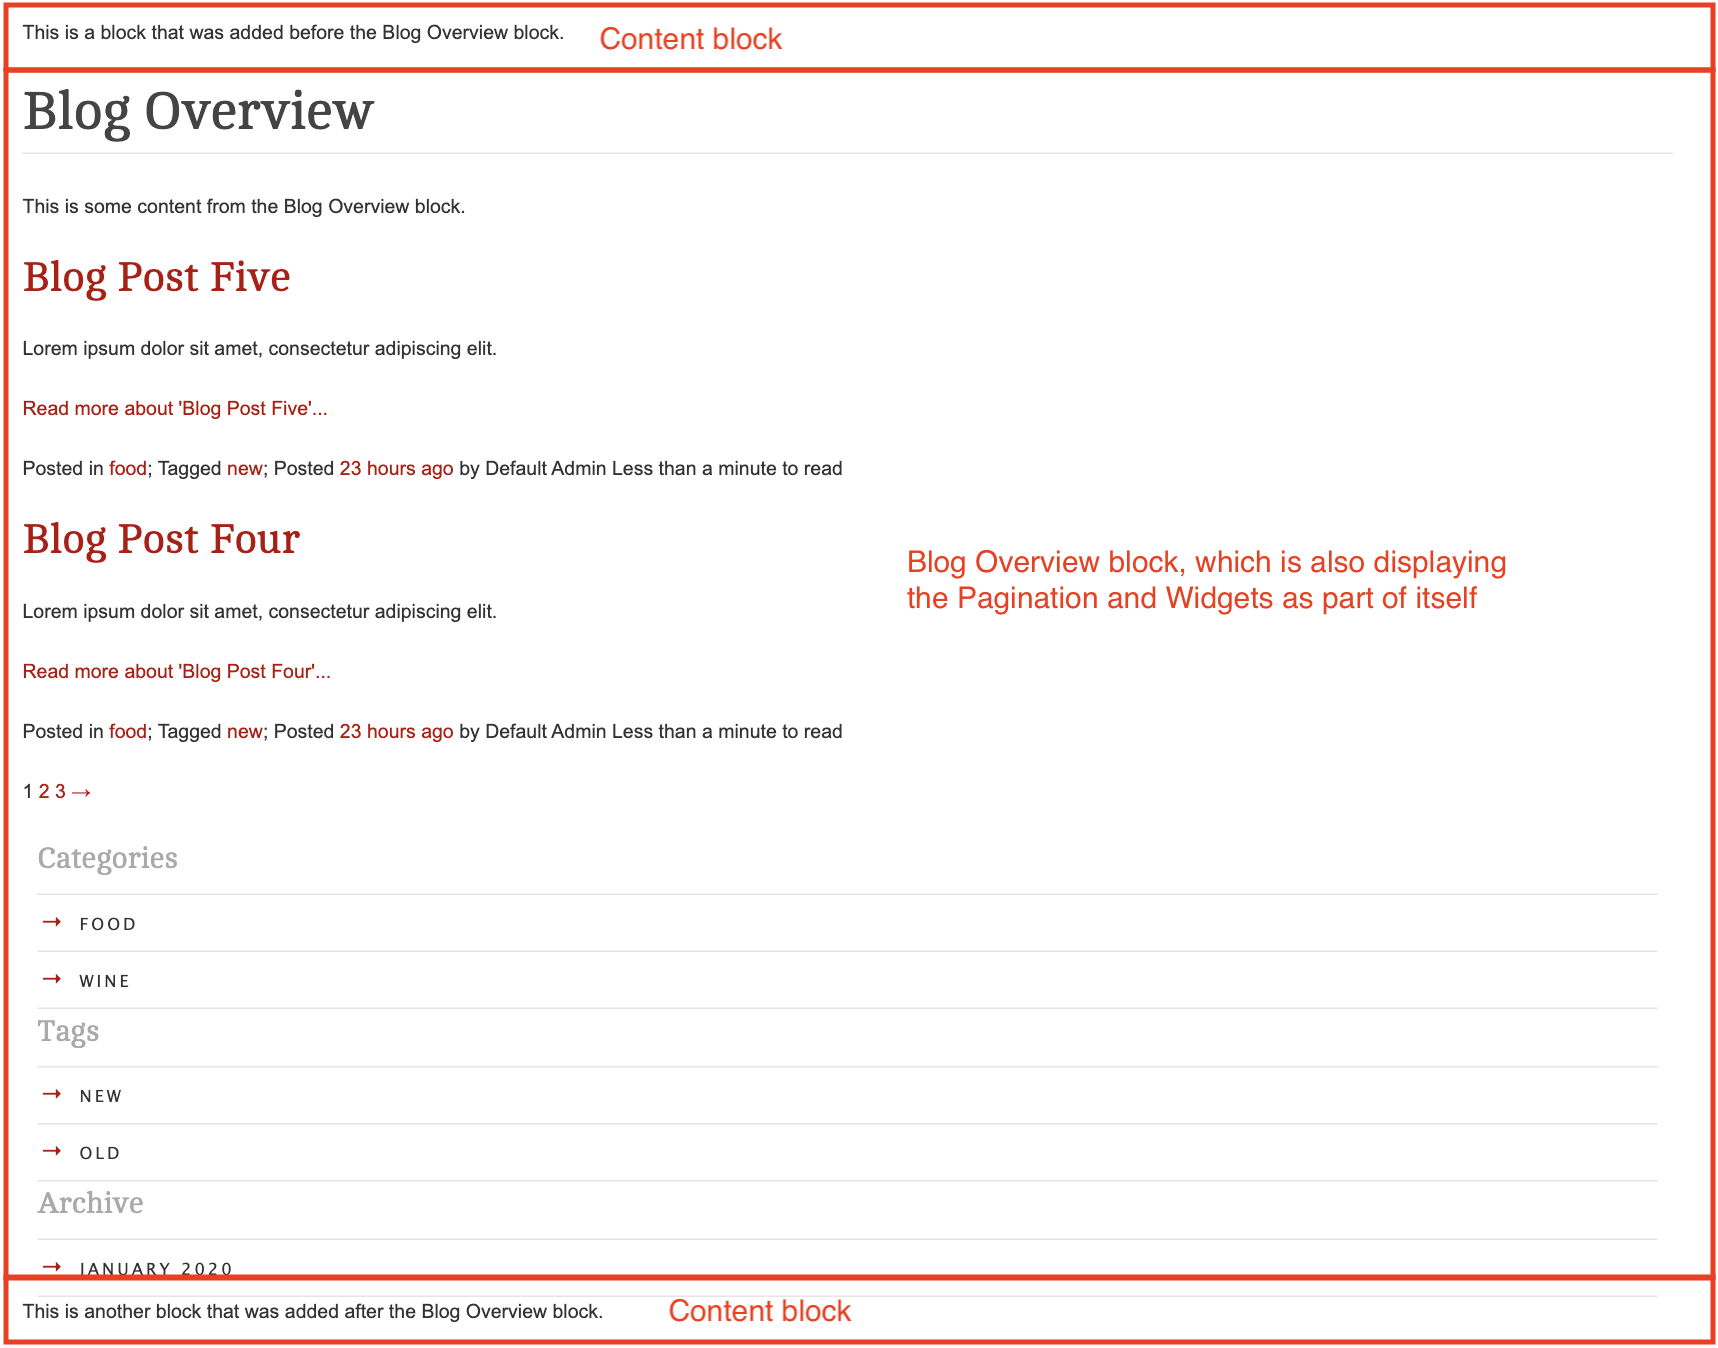 This is a block that was added before the Blog Overview block.
Content block
Blog Overview
This is some content from the Blog Overview block.
Blog Post Five
Lorem ipsum dolor sit amet, consectetur adipiscing elit.
Read more about 'Blog Post Five'...
Posted in food; Tagged new; Posted 23 hours ago by Default Admin Less than a minute to read
Blog Post Four
Blog Overview block, which is also displaying
the Pagination and Widgets as part of itself
Lorem ipsum dolor sit amet, consectetur adipiscing elit.
Read more about 'Blog Post Four'...
Posted in food; Tagged new; Posted 23 hours ago by Default Admin Less than a minute to read
1 2 3 →
Categories
→ FOOD
→ WINE
Tags
→ NEW
→ OLD
Archive
→ JANUARY 2020
This is another block that was added after the Blog Overview block.
Content block